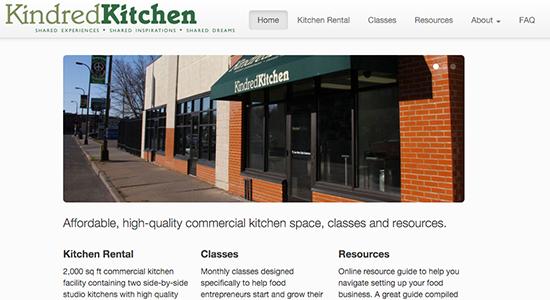 KindredKitchen
SHARED EXPERIENCES • SHARED INSPIRATIONS • SHARED DREAMS
Home Kitchen Rental Classes Resources About FAQ
KindredKitchen
Affordable, high-quality commercial kitchen space, classes and resources.
Kitchen Rental
2,000 sq ft commercial kitchen
facility containing two side-by-side
studio kitchens with high quality
Classes
Monthly classes designed
specifically to help food
entrepreneurs start and grow their
Resources
Online resource guide to help you
navigate setting up your food
business. A great guide compiled